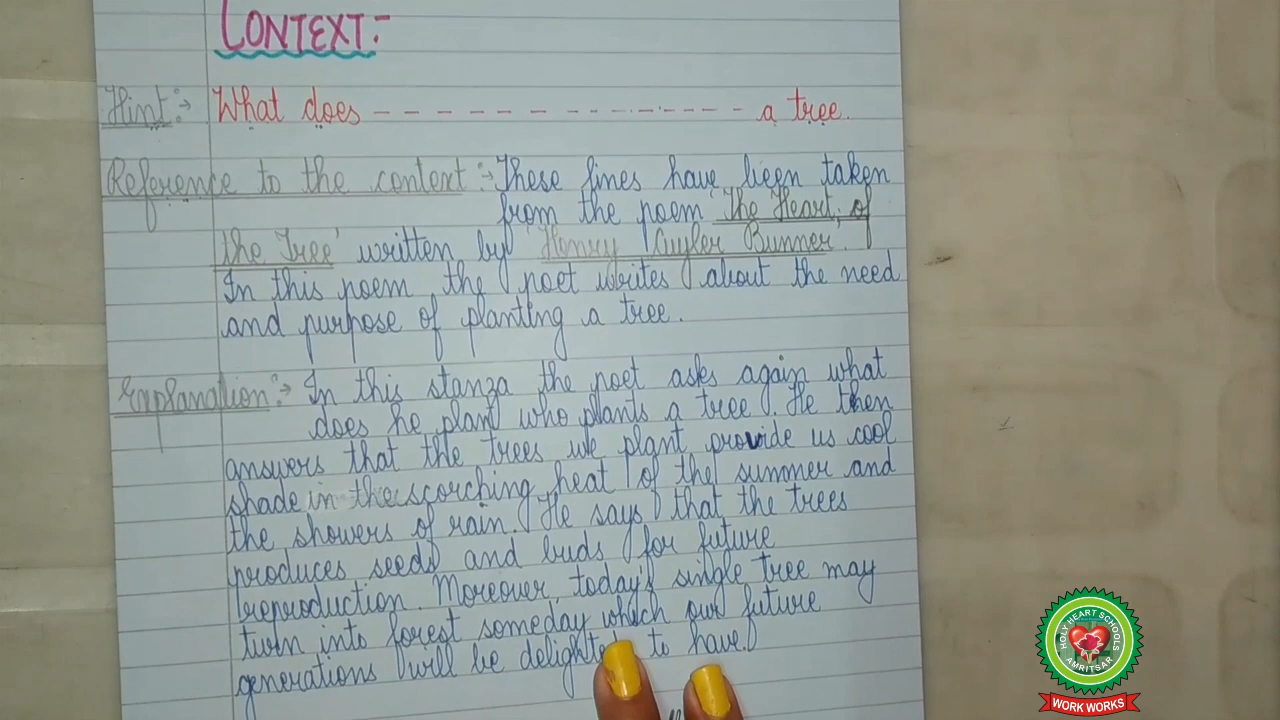 CONTEXT:-
Hint:→ What does ---------------- a tree.
Reference to the context:→ These lines have been taken
from the poem 'The Heart of
the Tree' written by 'Henry Cuyler Bunner'.
In this poem the poet writes about the need
and purpose of planting a tree.
Explanation:→ In this stanza the poet asks again what
does he plant who plants a tree. He then
answers that the trees we plant provide us cool
shade in the scorching heat of the summer and
the showers of rain. He says that the trees
produces seeds and buds for future
reproduction. Moreover, today's single tree may
turn into forest someday which our future
generations will be delighted to have.
HOLY HEART SCHOOLS
AMRITSAR
WORK WORKS